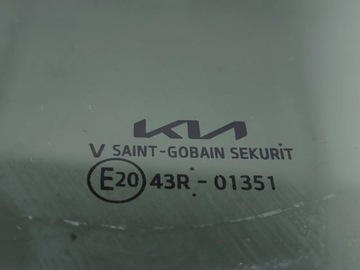 KIA
V SAINT-GOBAIN SEKURIT
E20 43R - 01351